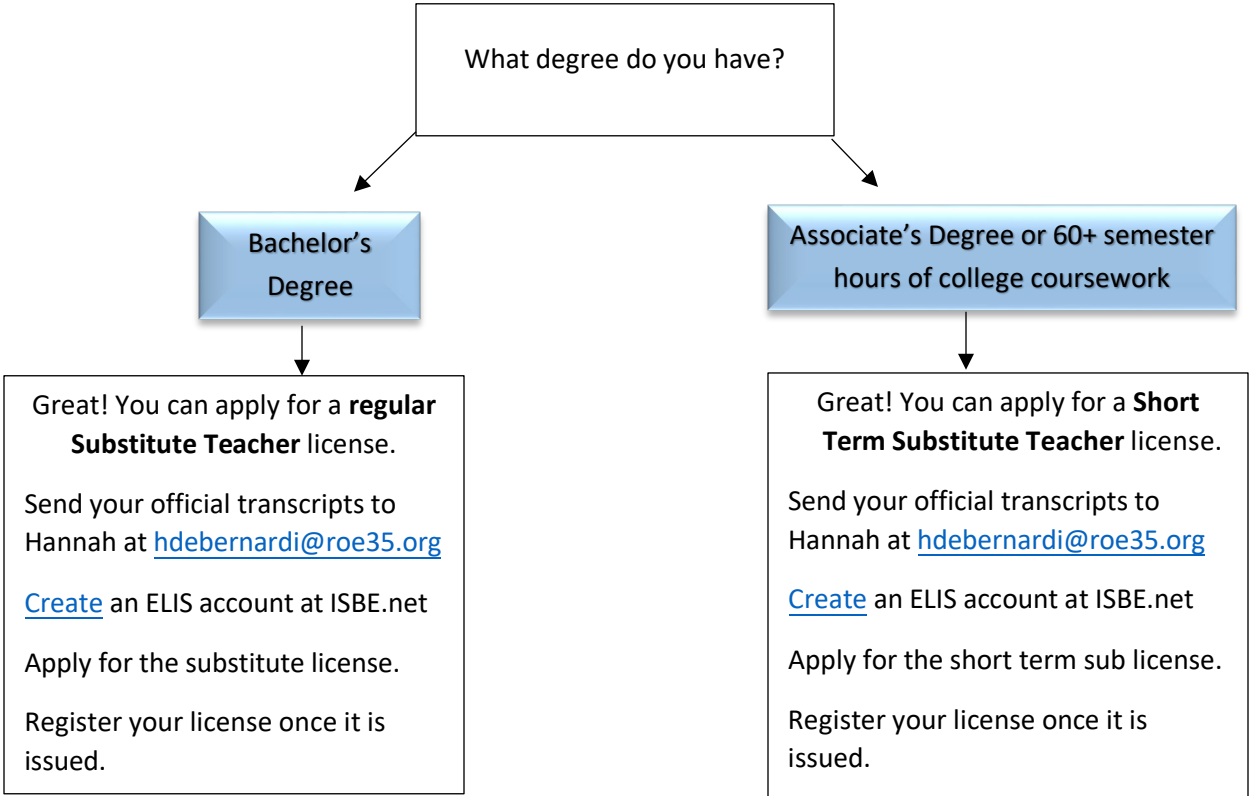 What degree do you have?
Bachelor's
Degree
Associate's Degree or 60+ semester
hours of college coursework
Great! You can apply for a regular
Substitute Teacher license.
Send your official transcripts to
Hannah at hdebernardi@roe35.org
Create an ELIS account at ISBE.net
Apply for the substitute license.
Register your license once it is
issued.
Great! You can apply for a Short
Term Substitute Teacher license.
Send your official transcripts to
Hannah at hdebernardi@roe35.org
Create an ELIS account at ISBE.net
Apply for the short term sub license.
Register your license once it is
issued.